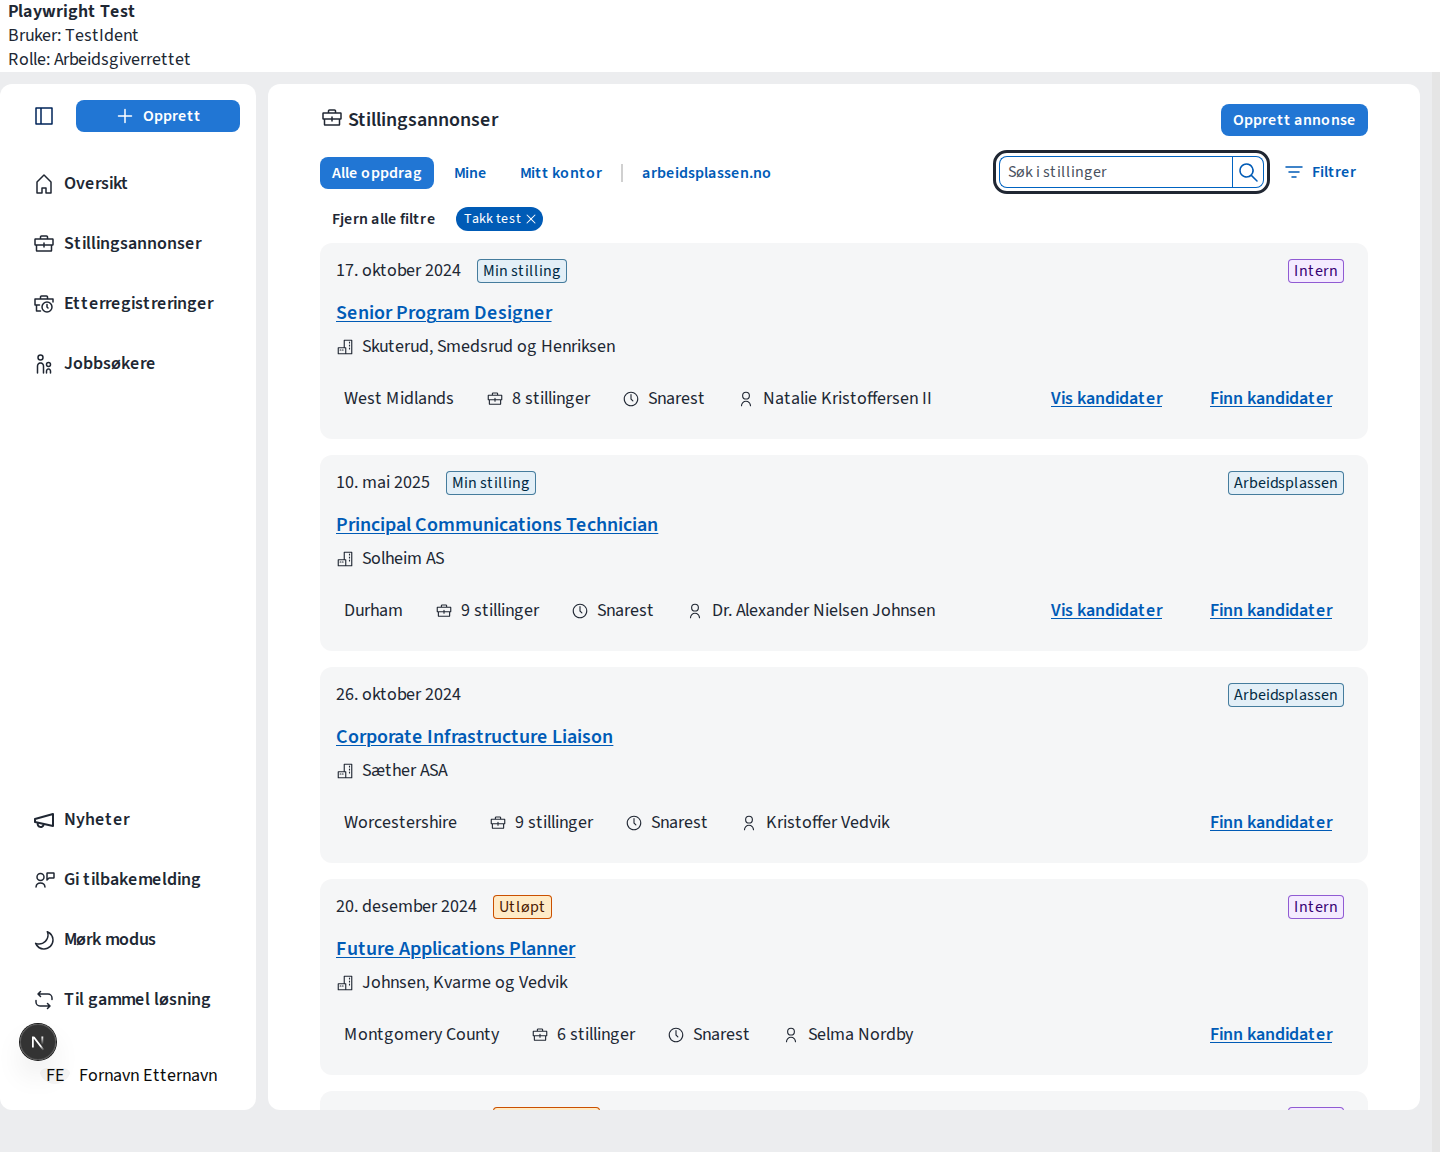 Playwright Test
Bruker: TestIdent
Rolle: Arbeidsgiverrettet
Opprett
Oversikt
Stillingsannonser
Etterregistreringer
Jobbsøkere
Nyheter
Gi tilbakemelding
Mørk modus
Til gammel løsning
N
FE Fornavn Etternavn
Stillingsannonser
Opprett annonse
Alle oppdrag Mine Mitt kontor arbeidsplassen.no
Søk i stillinger
Filtrer
Fjern alle filtre Takk test
17. oktober 2024 Min stilling Intern
Senior Program Designer
Skuterud, Smedsrud og Henriksen
West Midlands 8 stillinger Snarest Natalie Kristoffersen II Vis kandidater Finn kandidater
10. mai 2025 Min stilling Arbeidsplassen
Principal Communications Technician
Solheim AS
Durham 9 stillinger Snarest Dr. Alexander Nielsen Johnsen Vis kandidater Finn kandidater
26. oktober 2024 Arbeidsplassen
Corporate Infrastructure Liaison
Sæther ASA
Worcestershire 9 stillinger Snarest Kristoffer Vedvik Finn kandidater
20. desember 2024 Utløpt Intern
Future Applications Planner
Johnsen, Kvarme og Vedvik
Montgomery County 6 stillinger Snarest Selma Nordby Finn kandidater